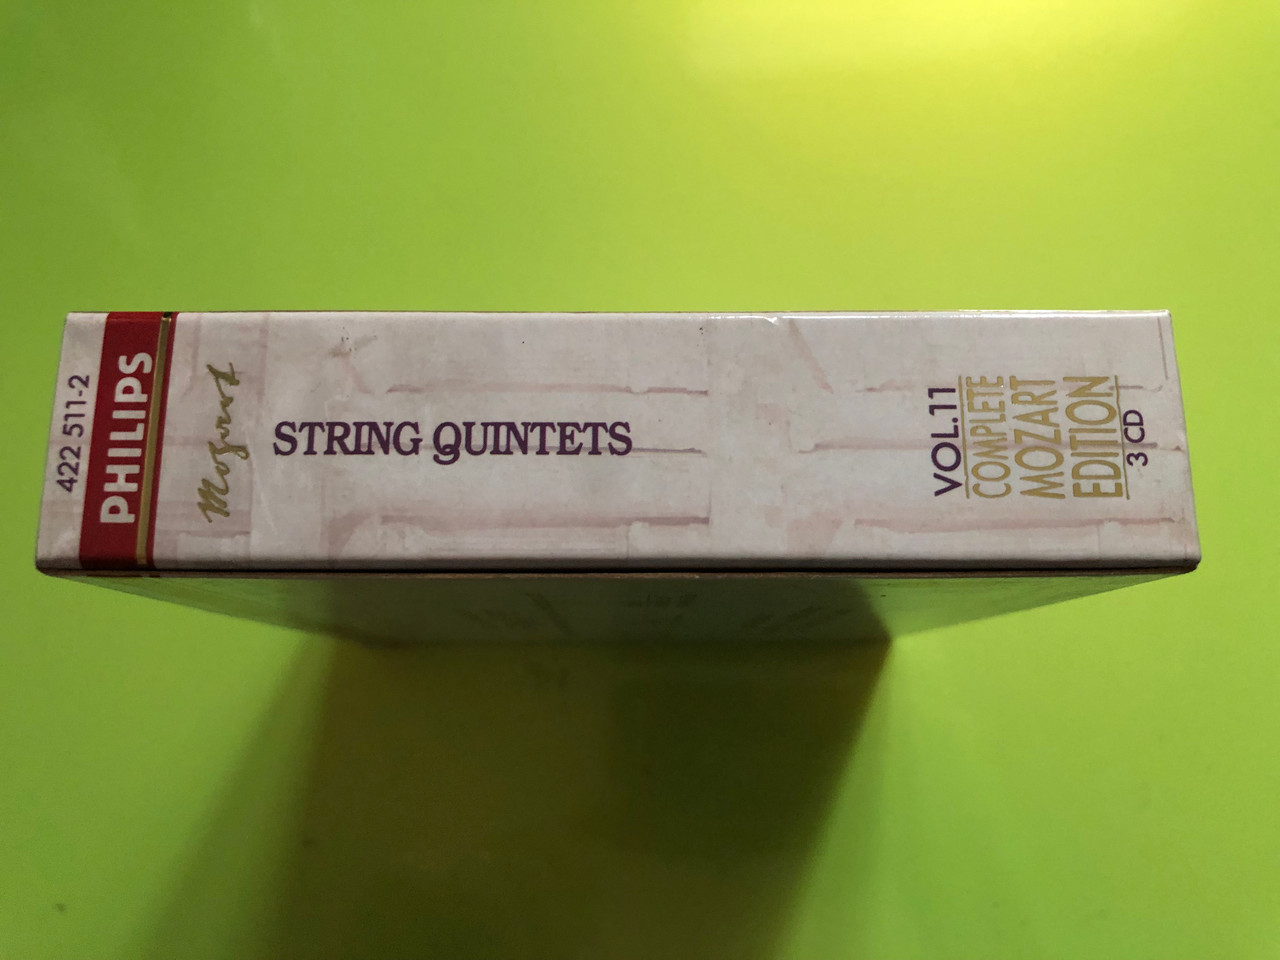 422 511-2
PHILIPS
Mozart
STRING QUINTETS
VOL.11
COMPLETE
MOZART
EDITION
3 CD